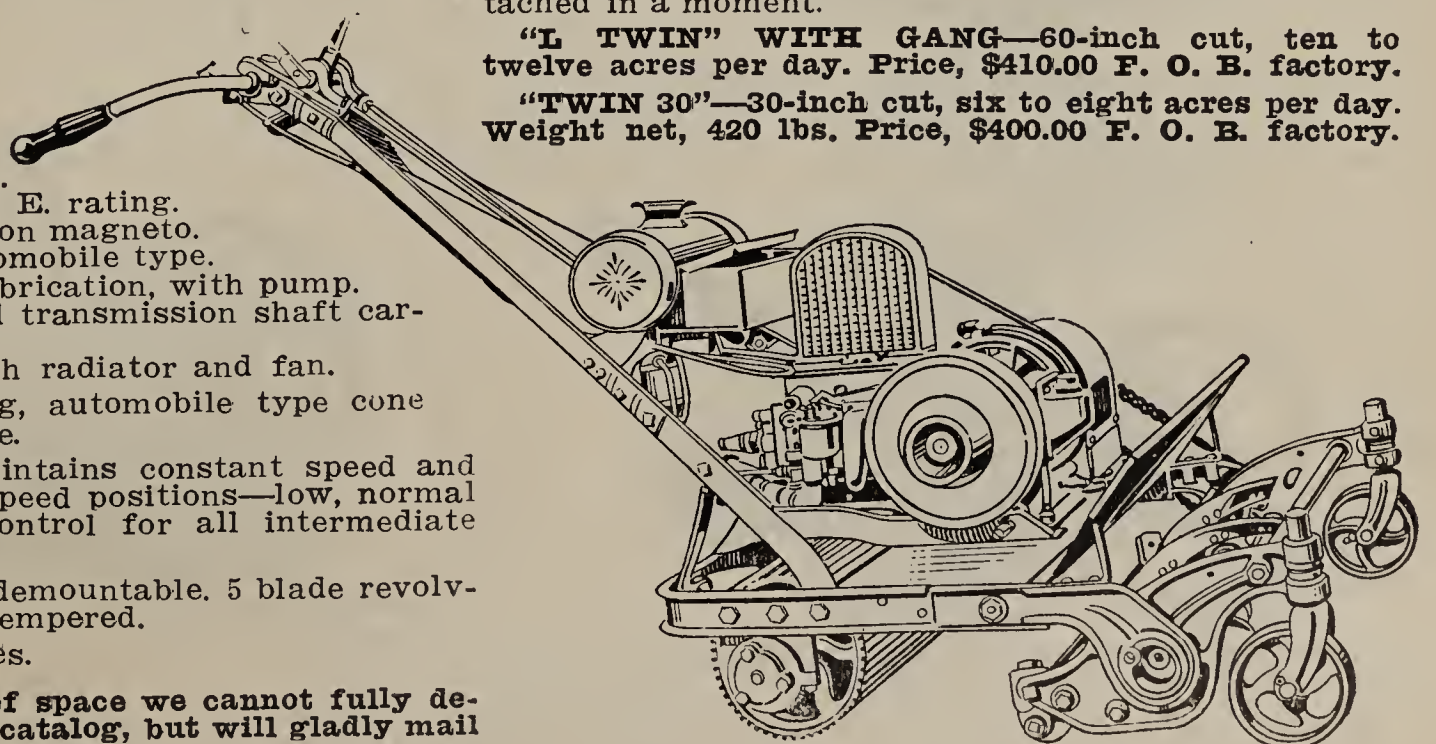 tached in a moment.
“L TWIN” WITH GANG—60-inch cut, ten to
twelve acres per day. Price, $410.00 F. O. B. factory.
“TWIN 30”—30-inch cut, six to eight acres per day.
Weight net, 420 lbs. Price, $400.00 F. O. B. factory.
E. rating.
on magneto.
omobile type.
brication, with pump.
transmission shaft car-
h radiator and fan.
g, automobile type cone
e.
intains constant speed and
peed positions—low, normal
ontrol for all intermediate
demountable. 5 blade revolv-
empered.
es.
f space we cannot fully de-
catalog, but will gladly mail